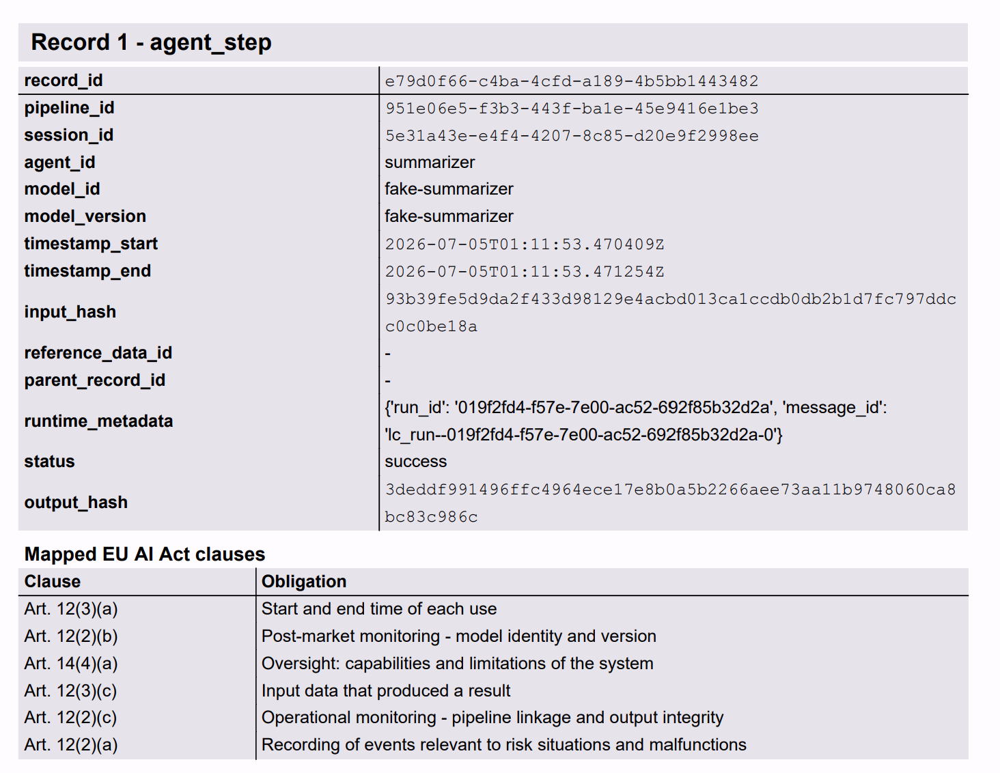 Record 1 - agent_step
record_id e79d0f66-c4ba-4cfd-a189-4b5bb1443482
pipeline_id 951e06e5-f3b3-443f-ba1e-45e9416e1be3
session_id 5e31a43e-e4f4-4207-8c85-d20e9f2998ee
agent_id summarizer
model_id fake-summarizer
model_version fake-summarizer
timestamp_start 2026-07-05T01:11:53.470409Z
timestamp_end 2026-07-05T01:11:53.471254Z
input_hash 93b39fe5d9da2f433d98129e4acbd013ca1ccdb0db2b1d7fc797ddc
c0c0be18a
reference_data_id -
parent_record_id -
runtime_metadata {'run_id': '019f2fd4-f57e-7e00-ac52-692f85b32d2a', 'message_id':
'lc_run--019f2fd4-f57e-7e00-ac52-692f85b32d2a-0'}
status success
output_hash 3deddf991496ffc4964ece17e8b0a5b2266aee73aa11b9748060ca8
bc83c986c
Mapped EU AI Act clauses
Clause Obligation
Art. 12(3)(a) Start and end time of each use
Art. 12(2)(b) Post-market monitoring - model identity and version
Art. 14(4)(a) Oversight: capabilities and limitations of the system
Art. 12(3)(c) Input data that produced a result
Art. 12(2)(c) Operational monitoring - pipeline linkage and output integrity
Art. 12(2)(a) Recording of events relevant to risk situations and malfunctions